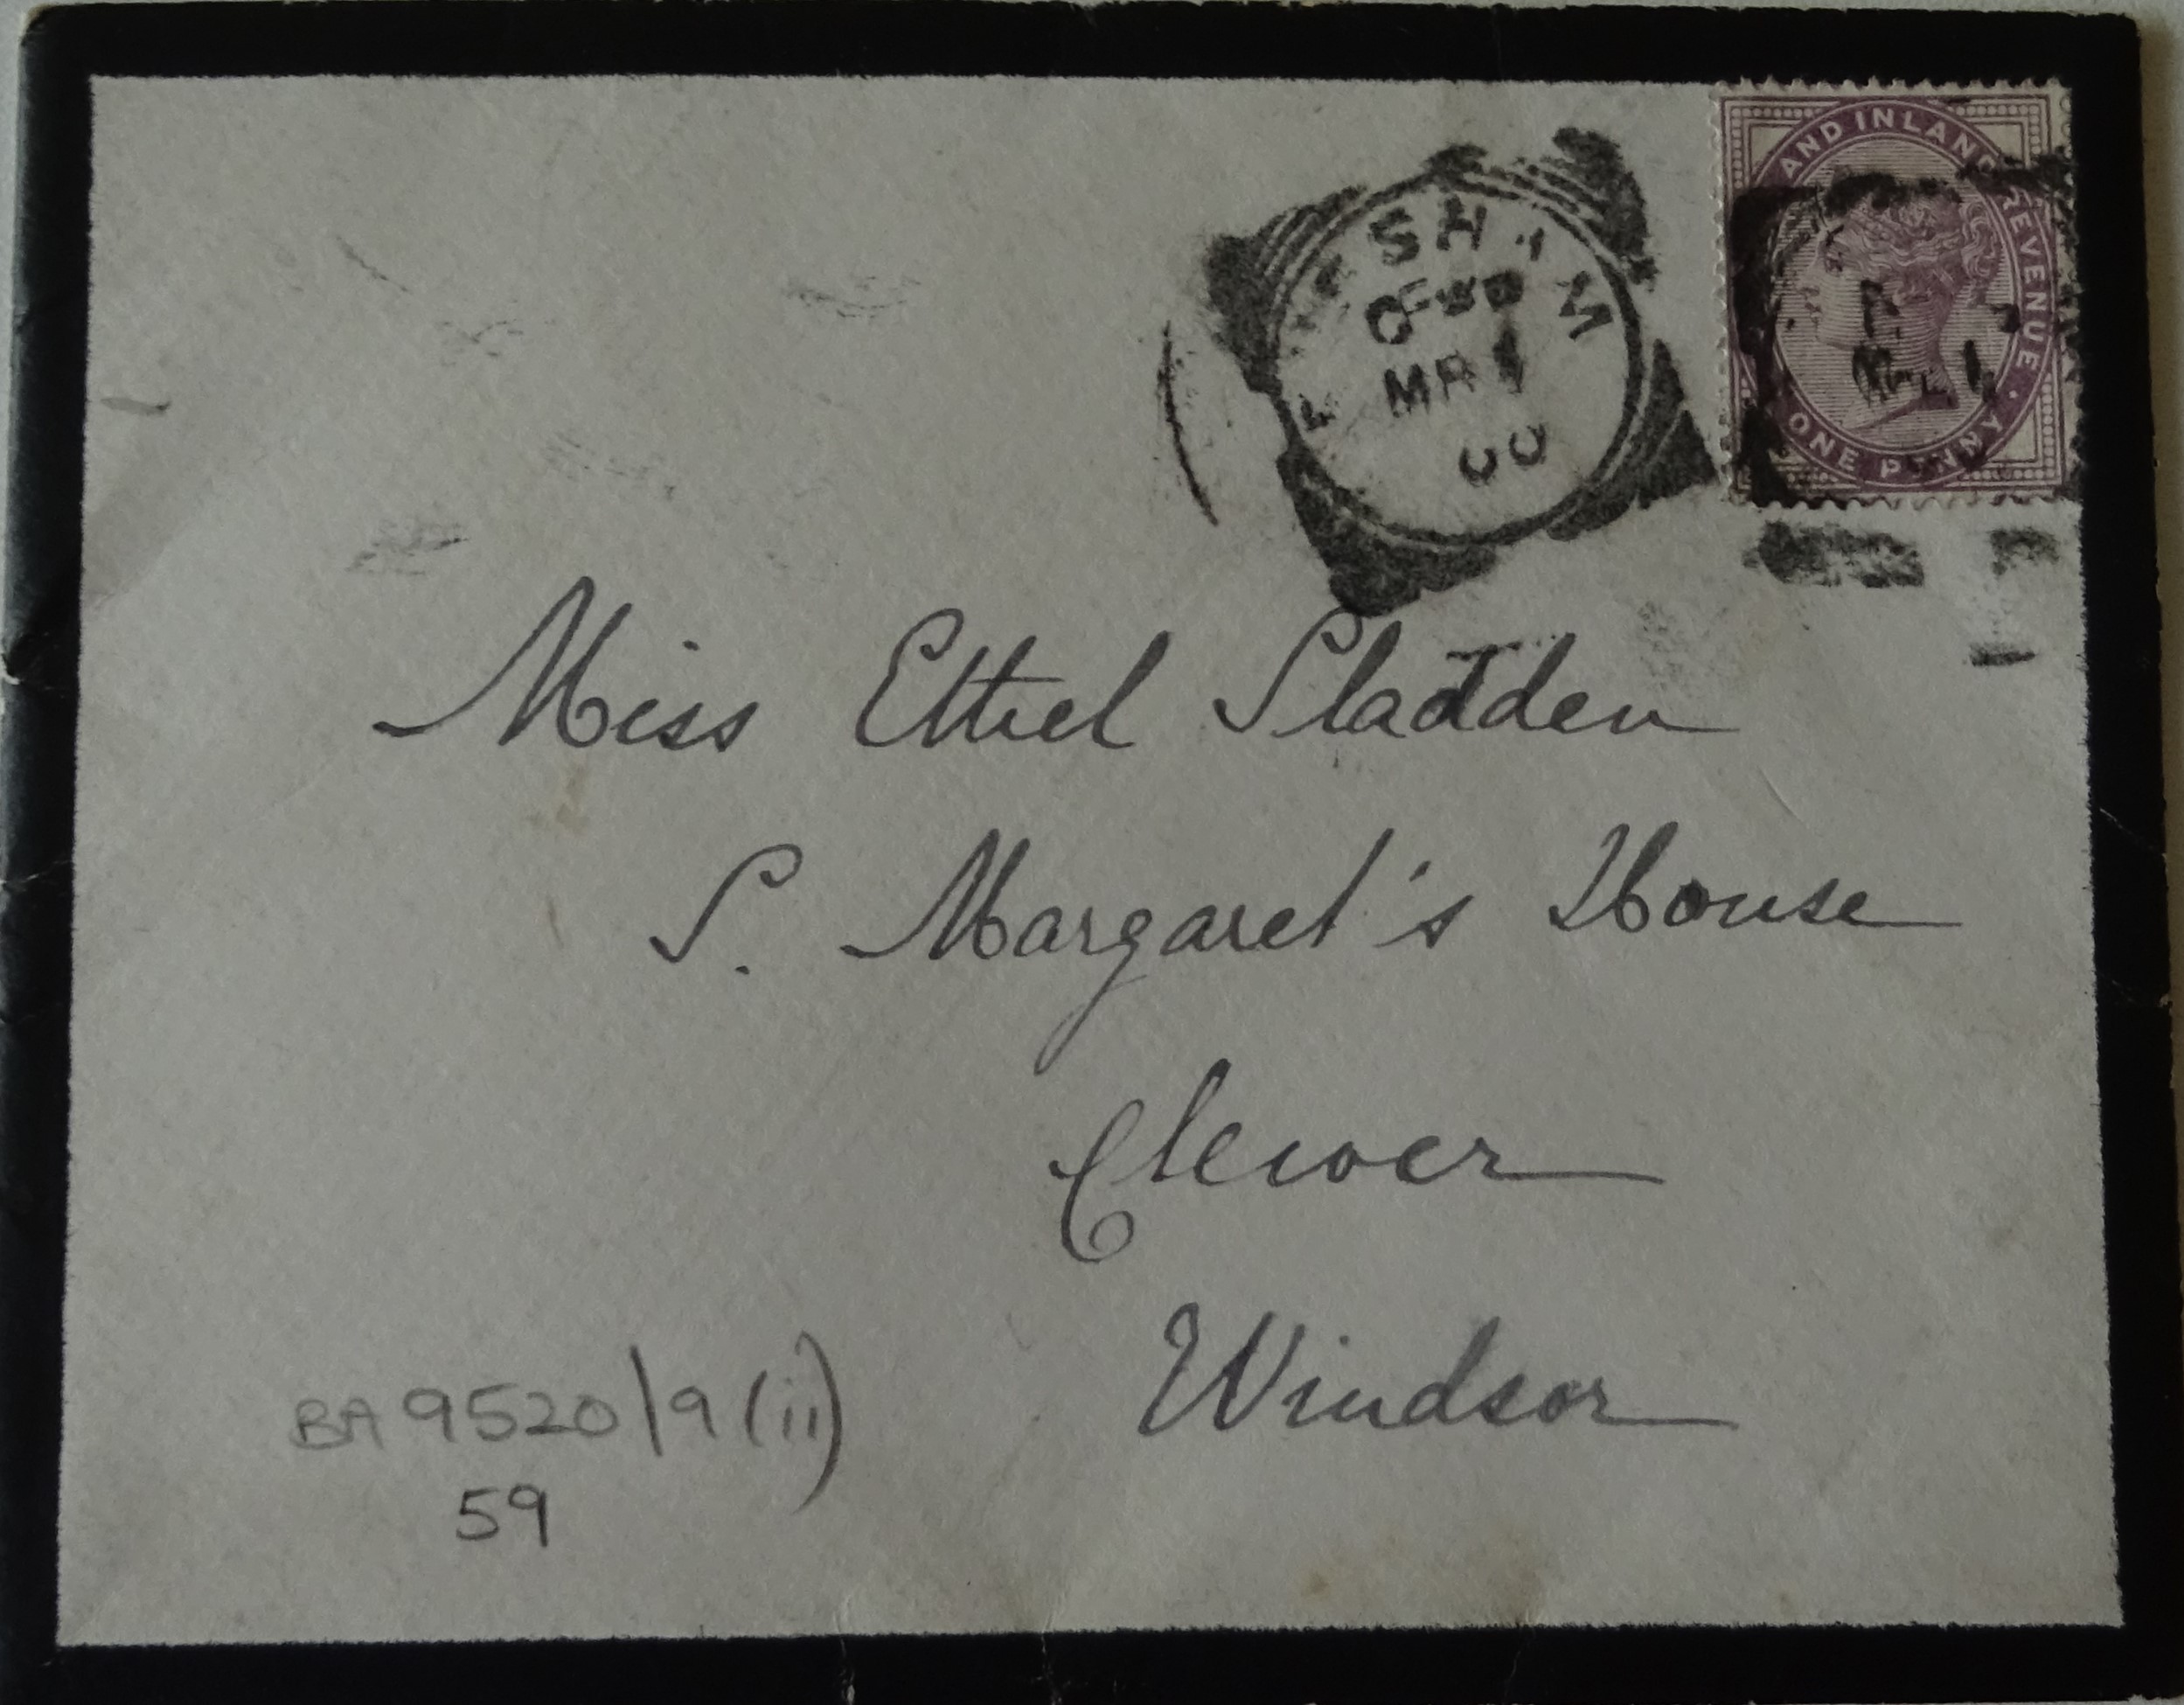 AND INLAND REVENUE
ONE PENNY
MR 1
00
Miss Ethel Sladden
S. Margaret's House
Clewer
Windsor
BA 9520/9(ii)
59